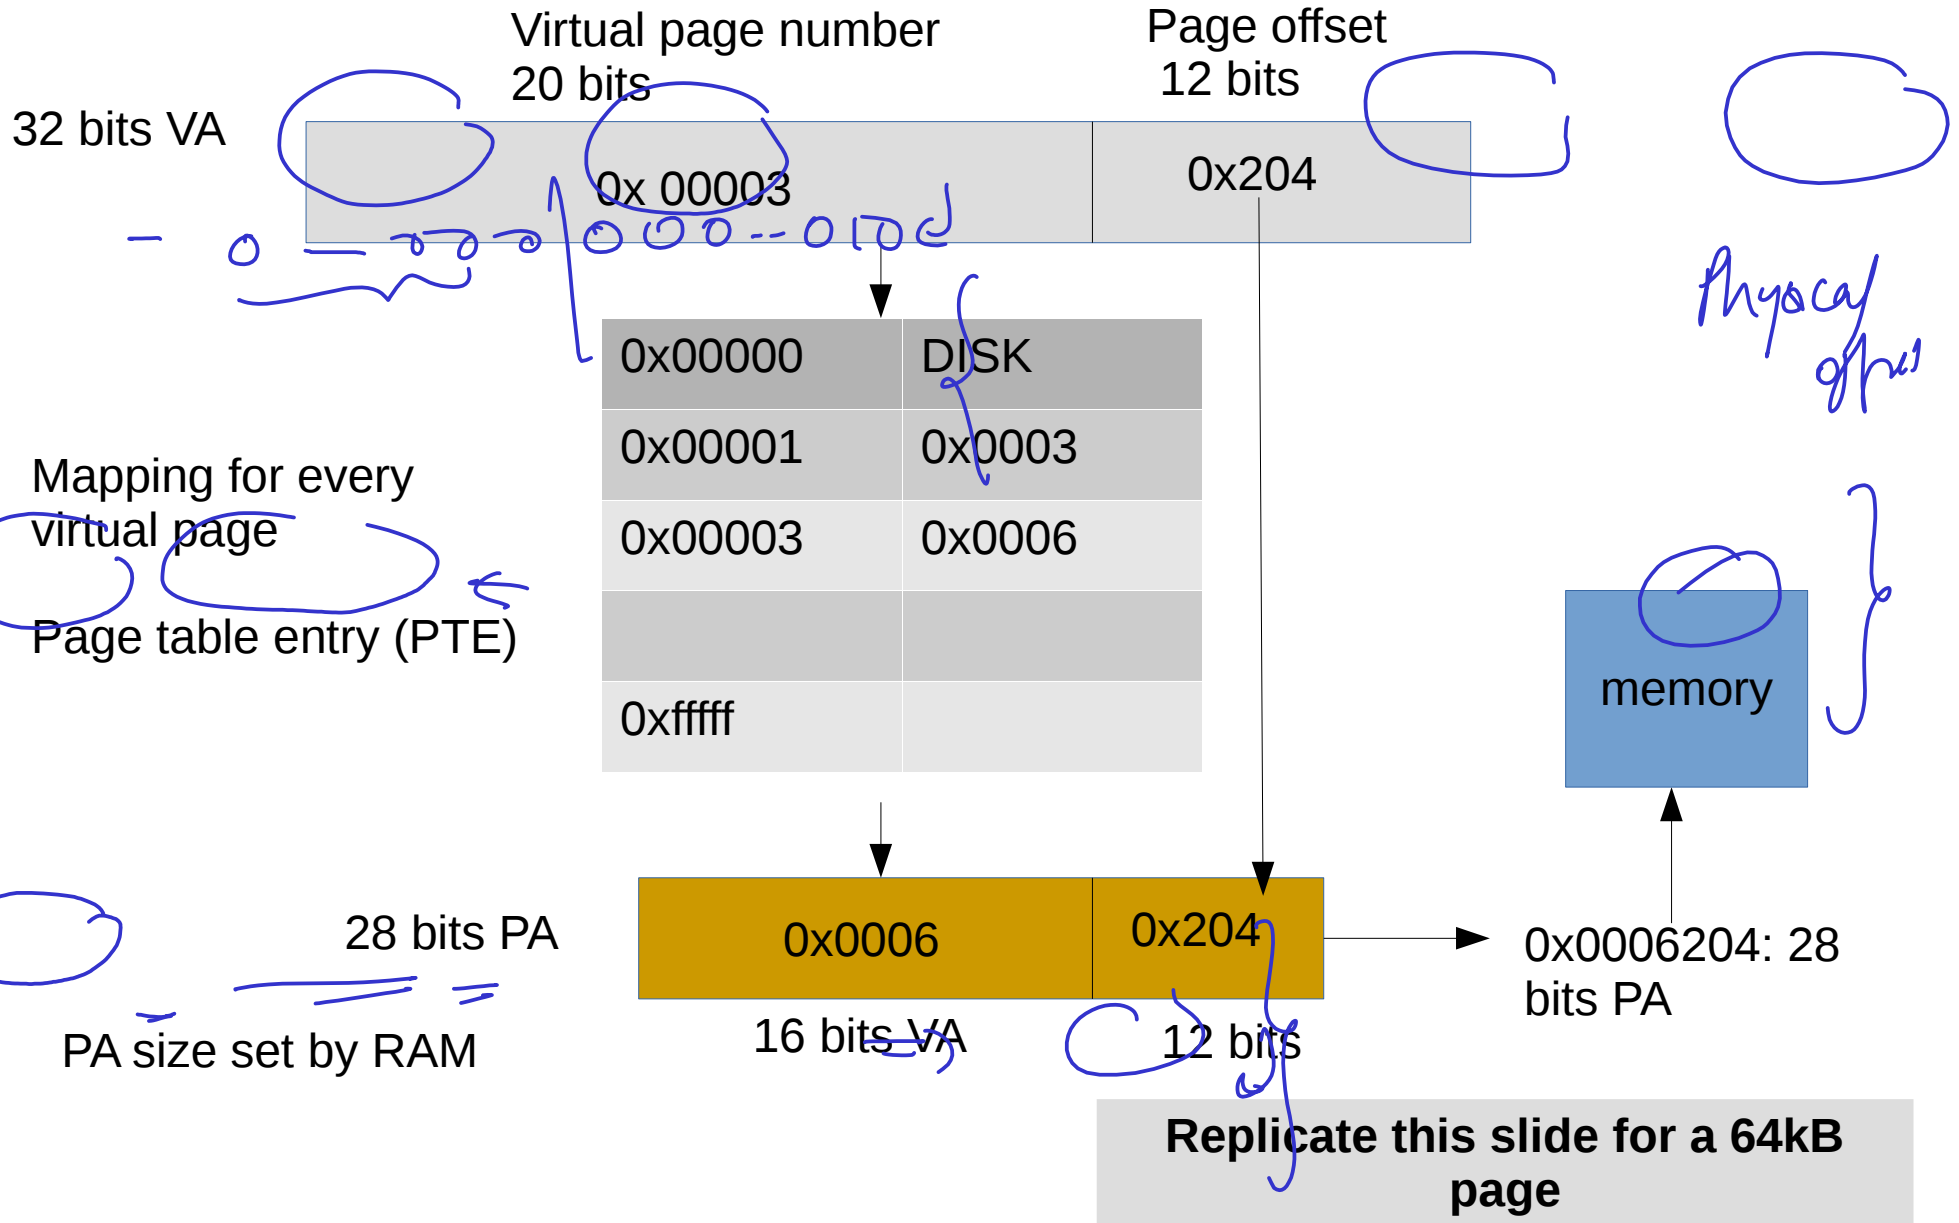 Virtual page number
20 bits
Page offset
12 bits
32 bits VA
0x 00003
0x204
0x00000 DISK
0x00001 0x0003
0x00003 0x0006
0xfffff
Mapping for every
virtual page
Page table entry (PTE)
Physical
memory
28 bits PA
0x0006
0x204
0x0006204: 28
bits PA
PA size set by RAM
16 bits VA
12 bits
Replicate this slide for a 64kB
page